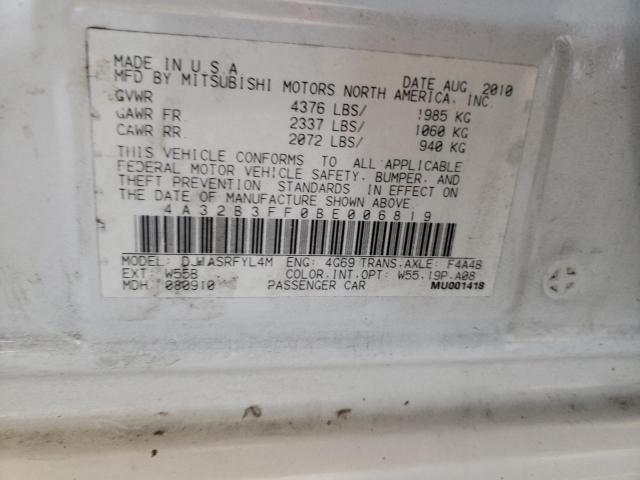 MADE IN U S A DATE AUG 2010
MFD BY MITSUBISHI MOTORS NORTH AMERICA, INC.
GVWR 4376 LBS/ 1985 KG
GAWR FR 2337 LBS/ 1060 KG
GAWR RR 2072 LBS/ 940 KG
THIS VEHICLE CONFORMS TO ALL APPLICABLE
FEDERAL MOTOR VEHICLE SAFETY, BUMPER, AND
THEFT PREVENTION STANDARDS IN EFFECT ON
THE DATE OF MANUFACTURE SHOWN ABOVE.
4A32B3FF0BE006819
MODEL: DJ1ASRFYL4M ENG: 4G69 TRANS.AXLE: F4A4B
EXT: W55B COLOR.INT.OPT: W55.19P.A08
MDH 080910 PASSENGER CAR MU001418